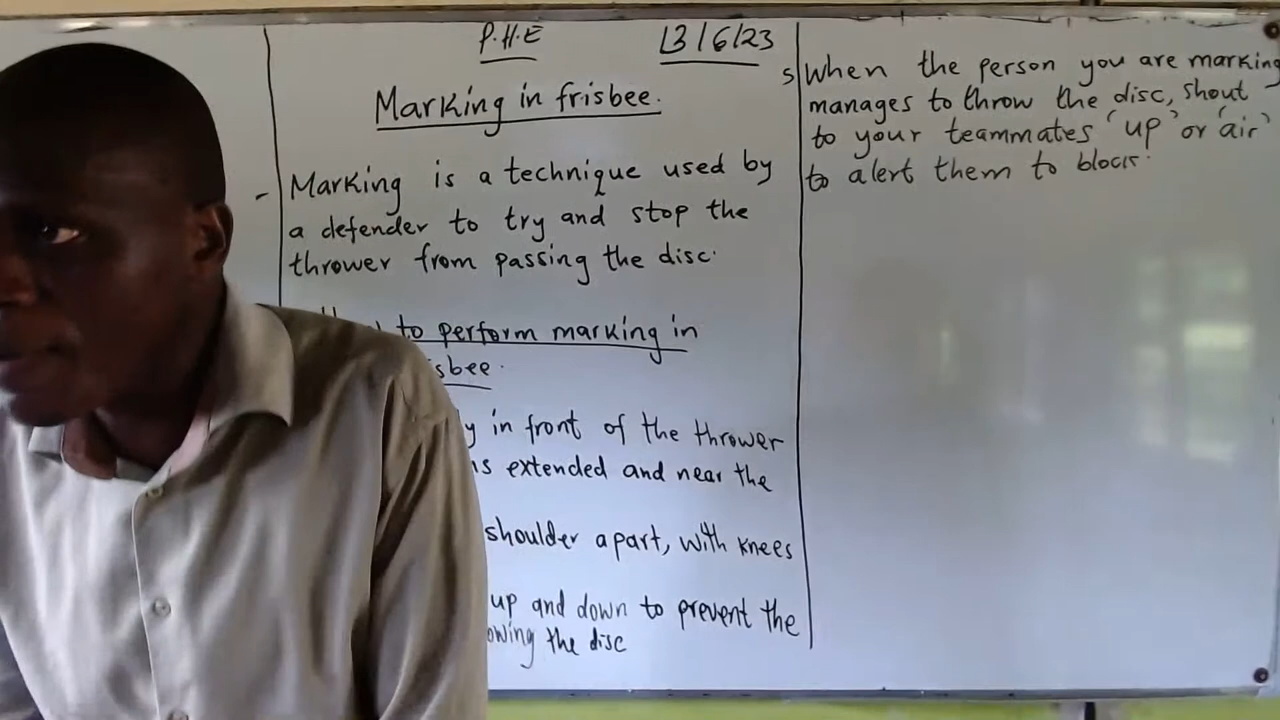 P.H.E 13/6/23
Marking in frisbee.
- Marking is a technique used by
a defender to try and stop the
thrower from passing the disc.
to perform marking in
in front of the thrower
extended and near the
shoulder apart, with knees
up and down to prevent the
the disc
5 When the person you are marking
manages to throw the disc, shout -
to your teammates 'up' or 'air'
to alert them to block.